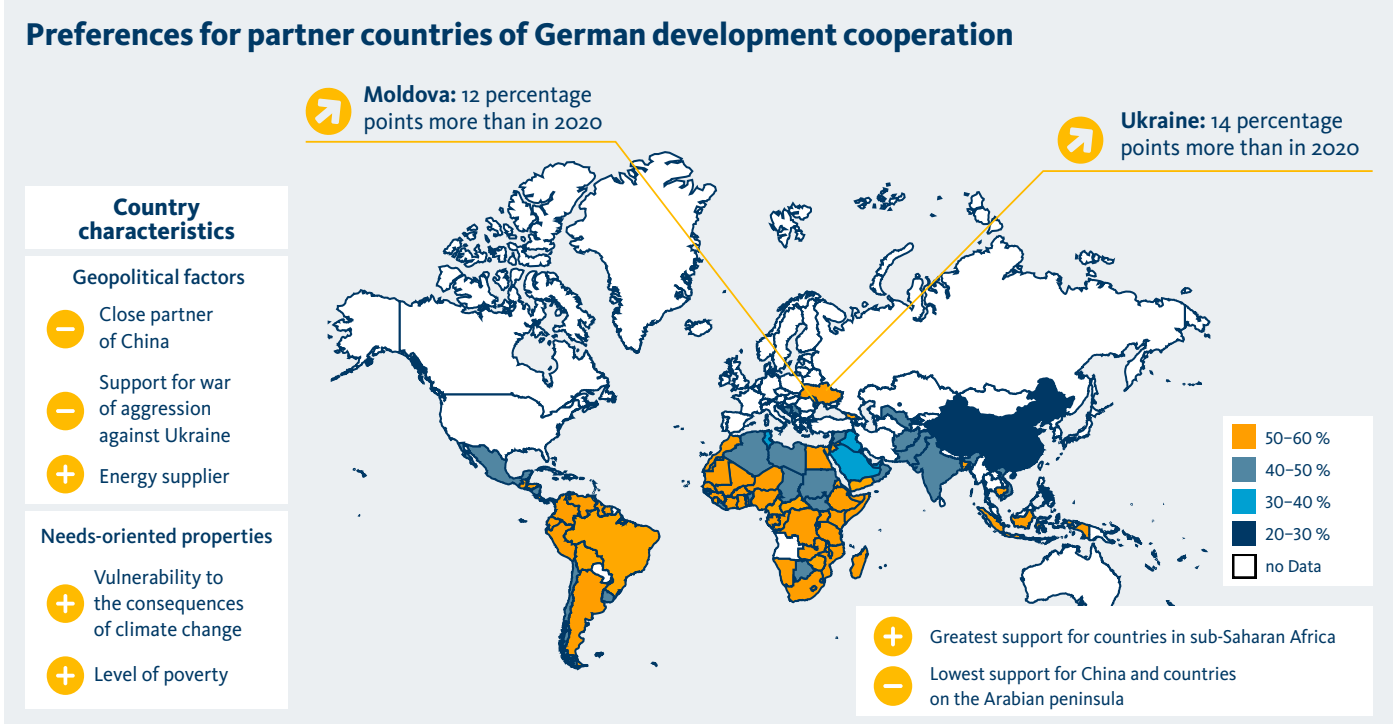 Preferences for partner countries of German development cooperation
Moldova: 12 percentage
points more than in 2020
Ukraine: 14 percentage
points more than in 2020
Country
characteristics
Geopolitical factors
Close partner
of China
Support for war
of aggression
against Ukraine
Energy supplier
Needs-oriented properties
Vulnerability to
the consequences
of climate change
Level of poverty
50–60 %
40–50 %
30–40 %
20–30 %
no Data
Greatest support for countries in sub-Saharan Africa
Lowest support for China and countries
on the Arabian peninsula